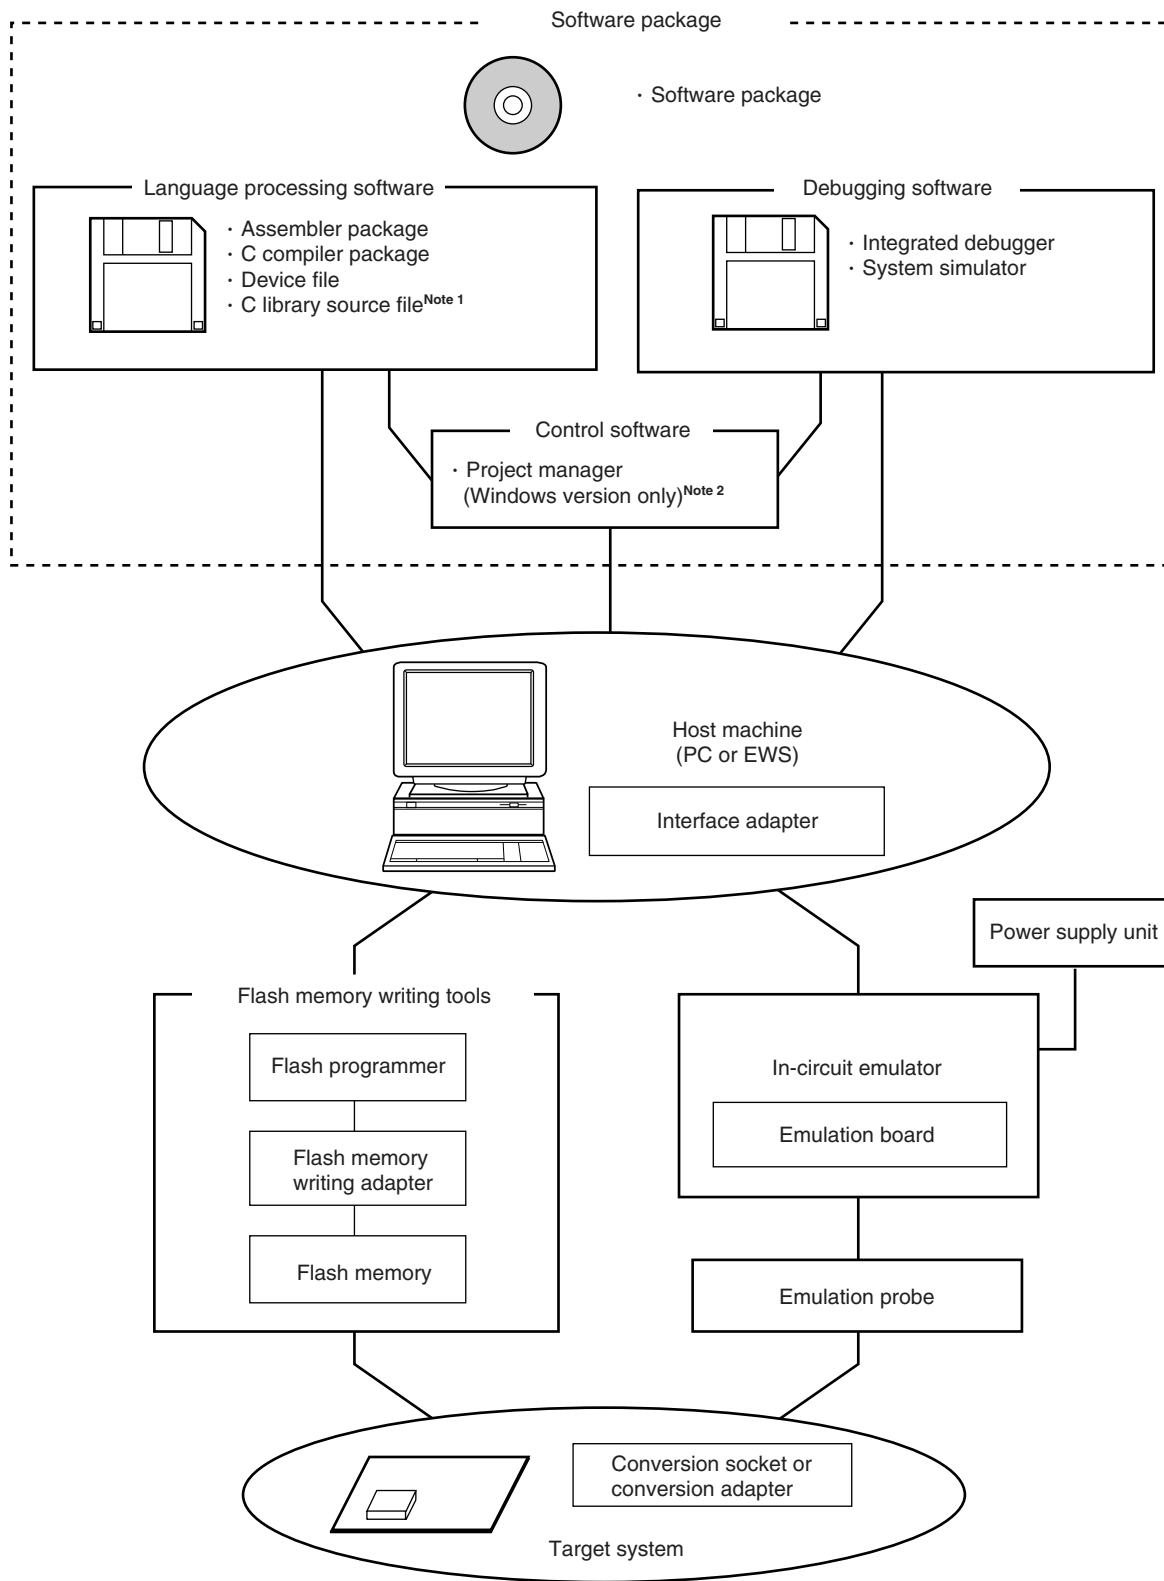 Software package
· Software package
Language processing software
· Assembler package
· C compiler package
· Device file
· C library source file Note 1
Debugging software
· Integrated debugger
· System simulator
Control software
· Project manager
(Windows version only) Note 2
Host machine
(PC or EWS)
Interface adapter
Power supply unit
Flash memory writing tools
Flash programmer
Flash memory
writing adapter
Flash memory
In-circuit emulator
Emulation board
Emulation probe
Conversion socket or
conversion adapter
Target system